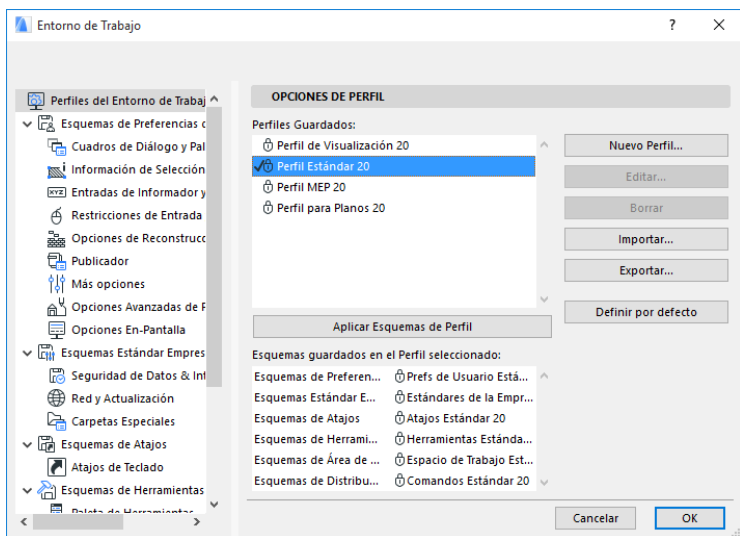 Entorno de Trabajo
?
Perfiles del Entorno de Trabaj
Esquemas de Preferencias
Cuadros de Diálogo y Pal
Información de Selección
XYZ Entradas de Informador y
Restricciones de Entrada
Opciones de Reconstrucc
Publicador
Más opciones
Opciones Avanzadas de
Opciones En-Pantalla
Esquemas Estándar Empres
Seguridad de Datos & Int
Red y Actualización
Carpetas Especiales
Esquemas de Atajos
Atajos de Teclado
Esquemas de Herramientas
Paleta de Herramientas
OPCIONES DE PERFIL
Perfiles Guardados:
Perfil de Visualización 20
Perfil Estándar 20
Perfil MEP 20
Perfil para Planos 20
Nuevo Perfil...
Editar...
Borrar
Importar...
Exportar...
Definir por defecto
Aplicar Esquemas de Perfil
Esquemas guardados en el Perfil seleccionado:
Esquemas de Preferen... Prefs de Usuario Está...
Esquemas Estándar E... Estándares de la Empr...
Esquemas de Atajos Atajos Estándar 20
Esquemas de Herrami... Herramientas Estánda...
Esquemas de Área de ... Espacio de Trabajo Est...
Esquemas de Distribu... Comandos Estándar 20
Cancelar
OK